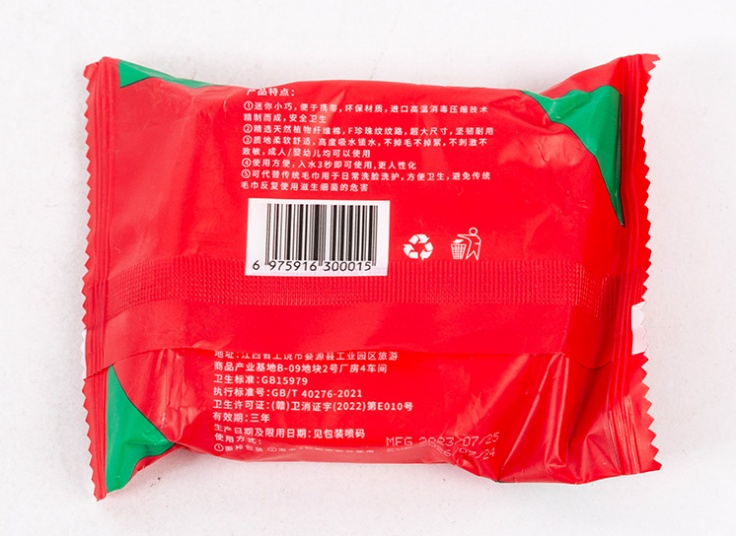 产品特点：
①迷你小巧，便于携带，环保材质，进口高温消毒压缩技术
精制而成，安全卫生
②精选天然植物纤维棉，F珍珠纹纹路，超大尺寸，坚韧耐用
③质地柔软舒适，高度吸水锁水，不掉毛不掉絮，不刺激不
致敏，成人/婴幼儿均可以使用
④使用方便，入水3秒即可使用，更人性化
⑤可代替传统毛巾用于日常洗脸洗护，方便卫生，避免传统
毛巾反复使用滋生细菌的危害
6 975916 300015
地址：江西省上饶市婺源县工业园区旅游
商品产业基地B-09地块2号厂房4车间
卫生标准：GB15979
执行标准号：GB/T 40276-2021
卫生许可证：(赣)卫消证字(2022)第E010号
有效期：三年
生产日期及限用日期：见包装喷码
使用方式：
MFG 2023/07/25